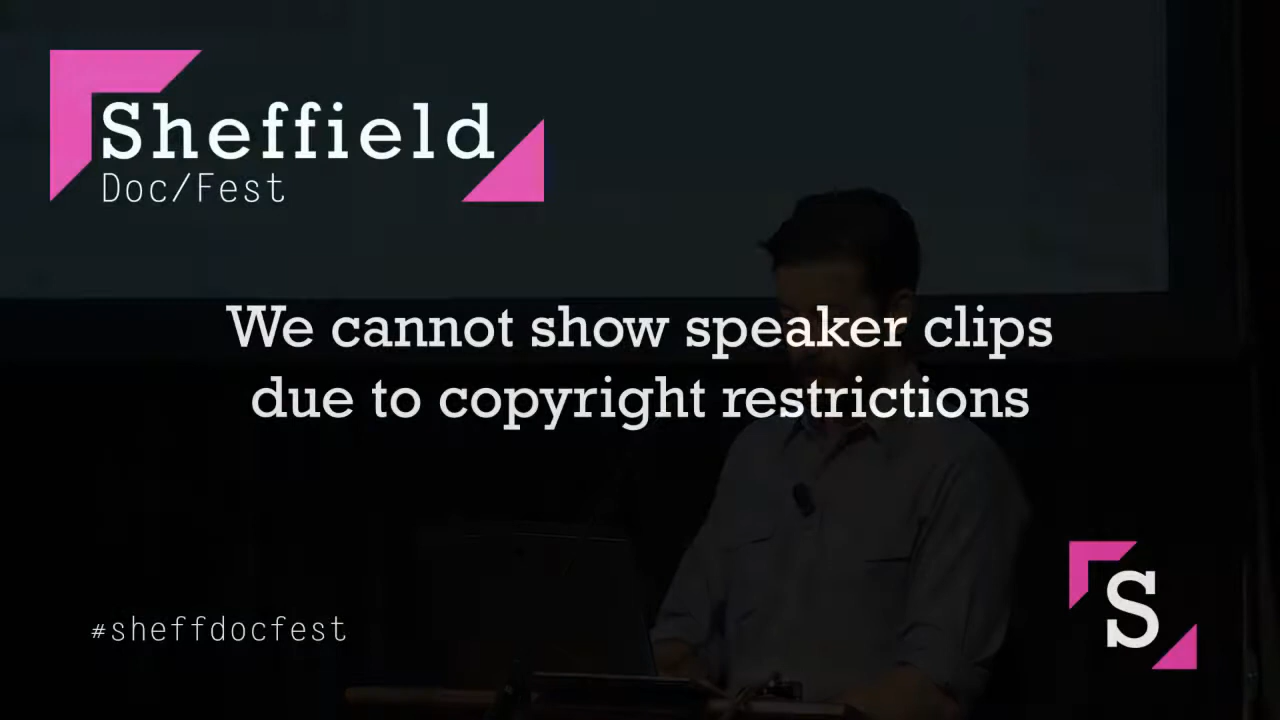 Sheffield
Doc/Fest
We cannot show speaker clips
due to copyright restrictions
#sheffdocfest
S